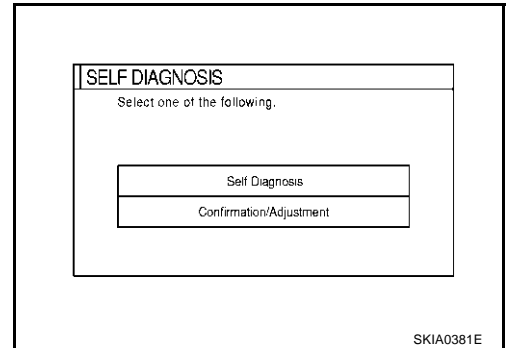 SELF DIAGNOSIS
Select one of the following.
Self Diagnosis
Confirmation/Adjustment
SKIA0381E